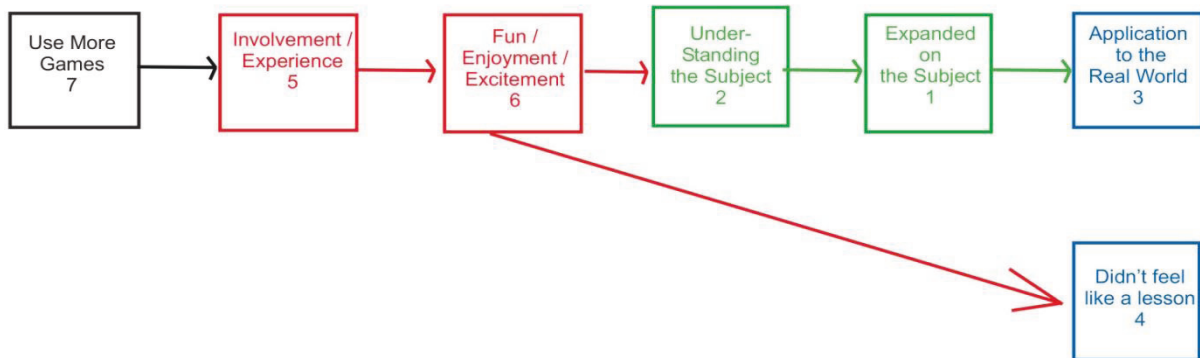 Use More
Games
7
Involvement /
Experience
5
Fun /
Enjoyment /
Excitement
6
Under-
Standing
the Subject
2
Expanded
on
the Subject
1
Application
to the
Real World
3
Didn't feel
like a lesson
4